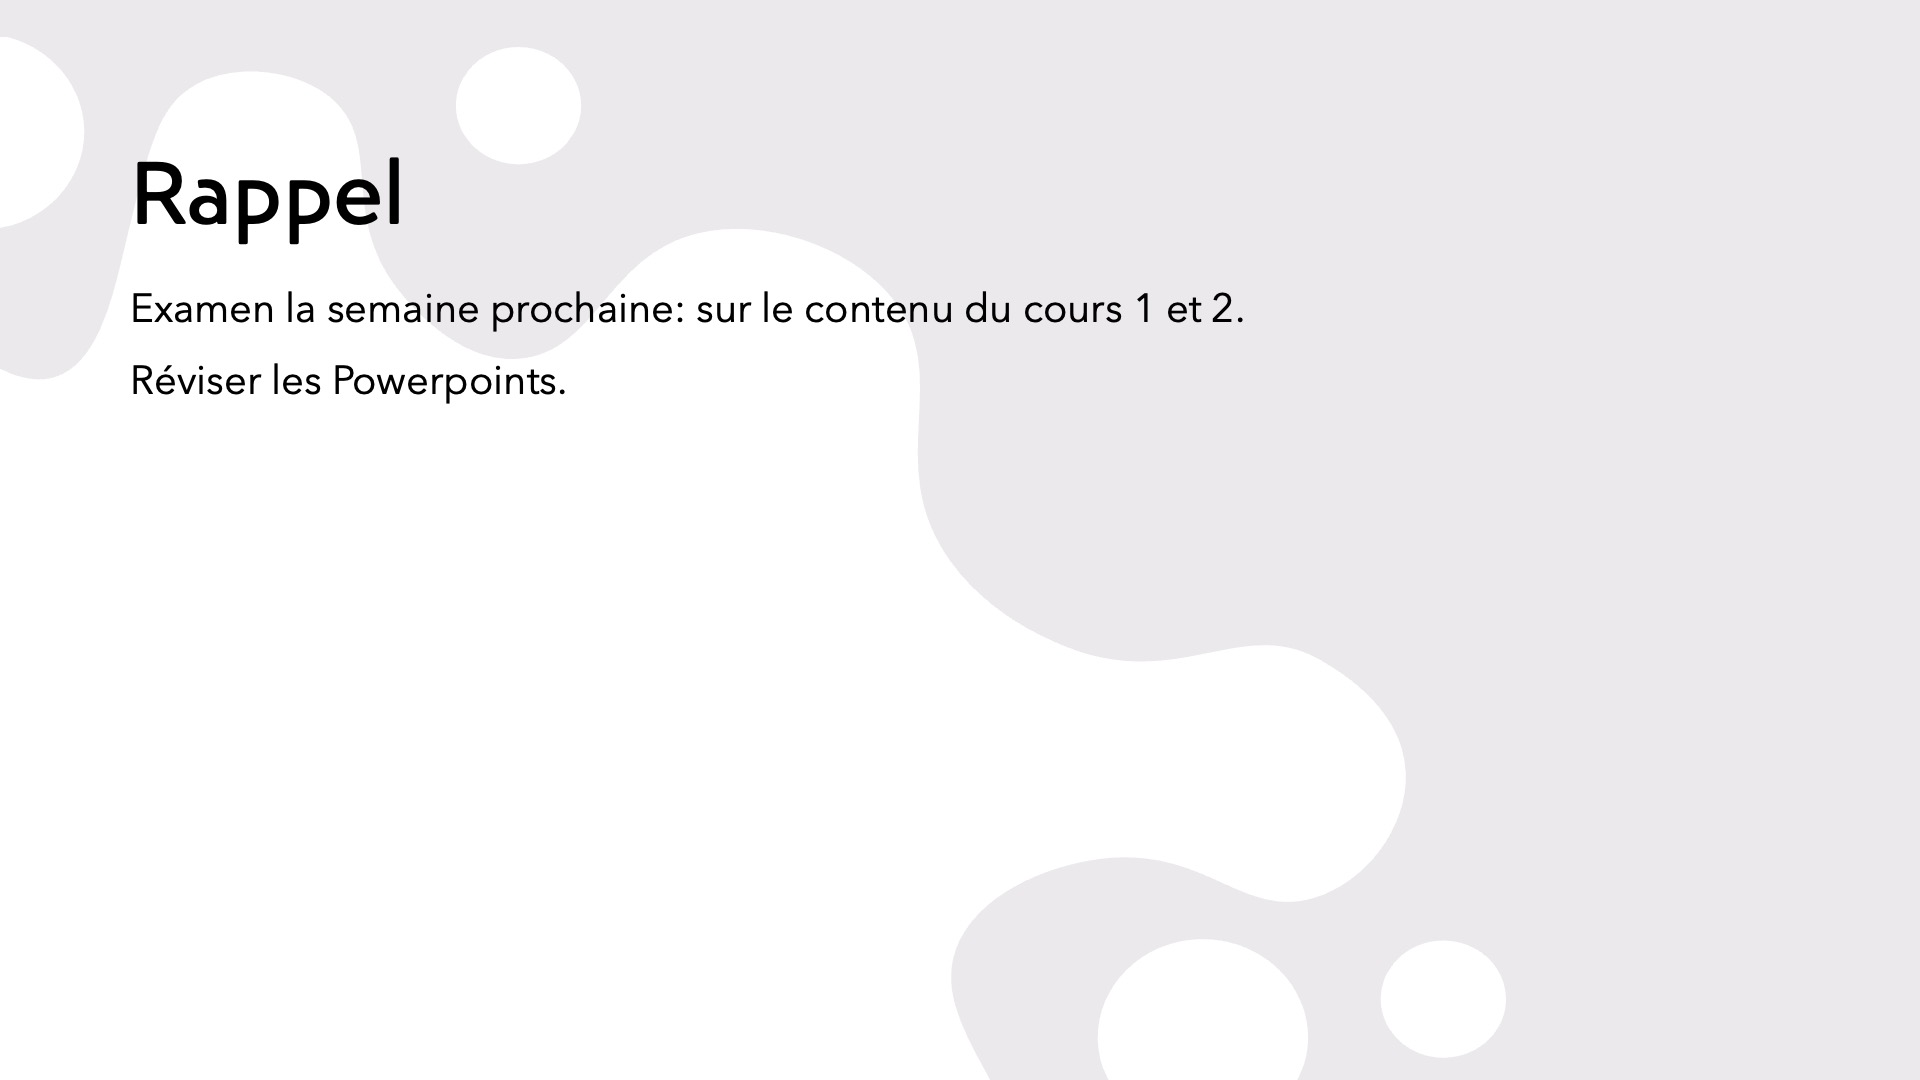 Rappel
Examen la semaine prochaine: sur le contenu du cours 1 et 2.
Réviser les Powerpoints.